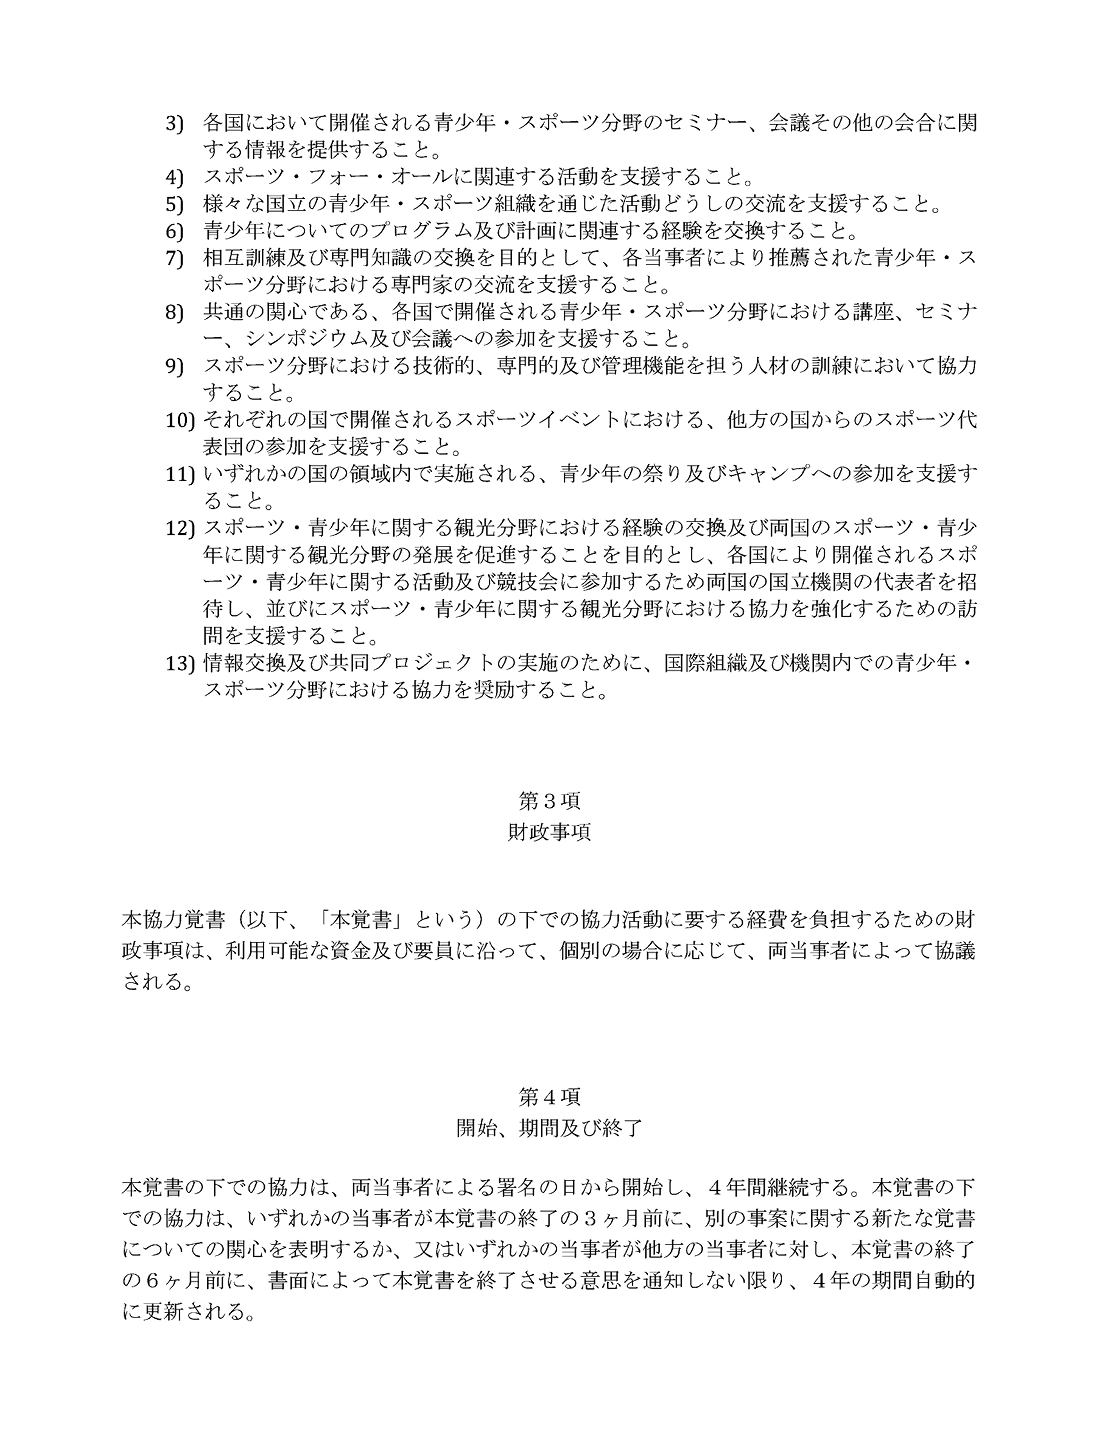 3) 各国において開催される青少年・スポーツ分野のセミナー、会議その他の会合に関
する情報を提供すること。
4) スポーツ・フォー・オールに関連する活動を支援すること。
5) 様々な国立の青少年・スポーツ組織を通じた活動どうしの交流を支援すること。
6) 青少年についてのプログラム及び計画に関連する経験を交換すること。
7) 相互訓練及び専門知識の交換を目的として、各当事者により推薦された青少年・ス
ポーツ分野における専門家の交流を支援すること。
8) 共通の関心である、各国で開催される青少年・スポーツ分野における講座、セミナ
ー、シンポジウム及び会議への参加を支援すること。
9) スポーツ分野における技術的、専門的及び管理機能を担う人材の訓練において協力
すること。
10) それぞれの国で開催されるスポーツイベントにおける、他方の国からのスポーツ代
表団の参加を支援すること。
11) いずれかの国の領域内で実施される、青少年の祭り及びキャンプへの参加を支援す
ること。
12) スポーツ・青少年に関する観光分野における経験の交換及び両国のスポーツ・青少
年に関する観光分野の発展を促進することを目的とし、各国により開催されるスポ
ーツ・青少年に関する活動及び競技会に参加するため両国の国立機関の代表者を招
待し、並びにスポーツ・青少年に関する観光分野における協力を強化するための訪
問を支援すること。
13) 情報交換及び共同プロジェクトの実施のために、国際組織及び機関内での青少年・
スポーツ分野における協力を奨励すること。
第３項
財政事項
本協力覚書（以下、「本覚書」という）の下での協力活動に要する経費を負担するための財
政事項は、利用可能な資金及び要員に沿って、個別の場合に応じて、両当事者によって協議
される。
第４項
開始、期間及び終了
本覚書の下での協力は、両当事者による署名の日から開始し、４年間継続する。本覚書の下
での協力は、いずれかの当事者が本覚書の終了の３ヶ月前に、別の事案に関する新たな覚書
についての関心を表明するか、又はいずれかの当事者が他方の当事者に対し、本覚書の終了
の６ヶ月前に、書面によって本覚書を終了させる意思を通知しない限り、４年の期間自動的
に更新される。